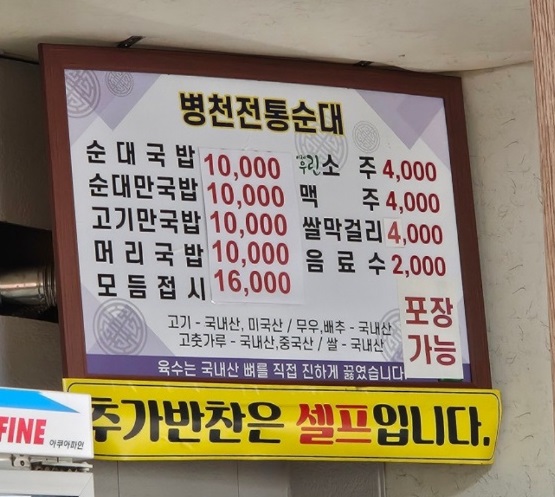 병천전통순대
순대국밥 10,000
순대만국밥 10,000
고기만국밥 10,000
머리국밥 10,000
모듬접시 16,000
소 주 4,000
맥 주 4,000
쌀막걸리 4,000
음료수 2,000
포장
가능
고기 - 국내산, 미국산 / 무우,배추 - 국내산
고춧가루 - 국내산,중국산 / 쌀 - 국내산
육수는 국내산 뼈를 직접 진하게 끓였습니다
추가반찬은 셀프입니다.
FINE
아쿠아파인